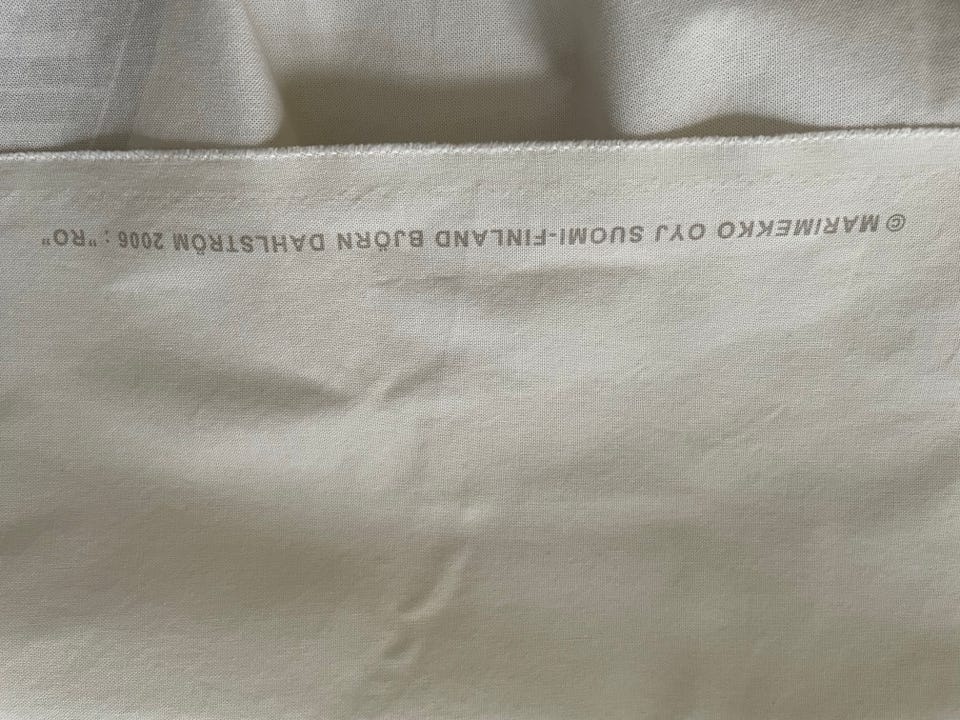 © MARIMEKKO OYJ SUOMI-FINLAND BJÖRN DAHLSTRÖM 2006 : "RO"